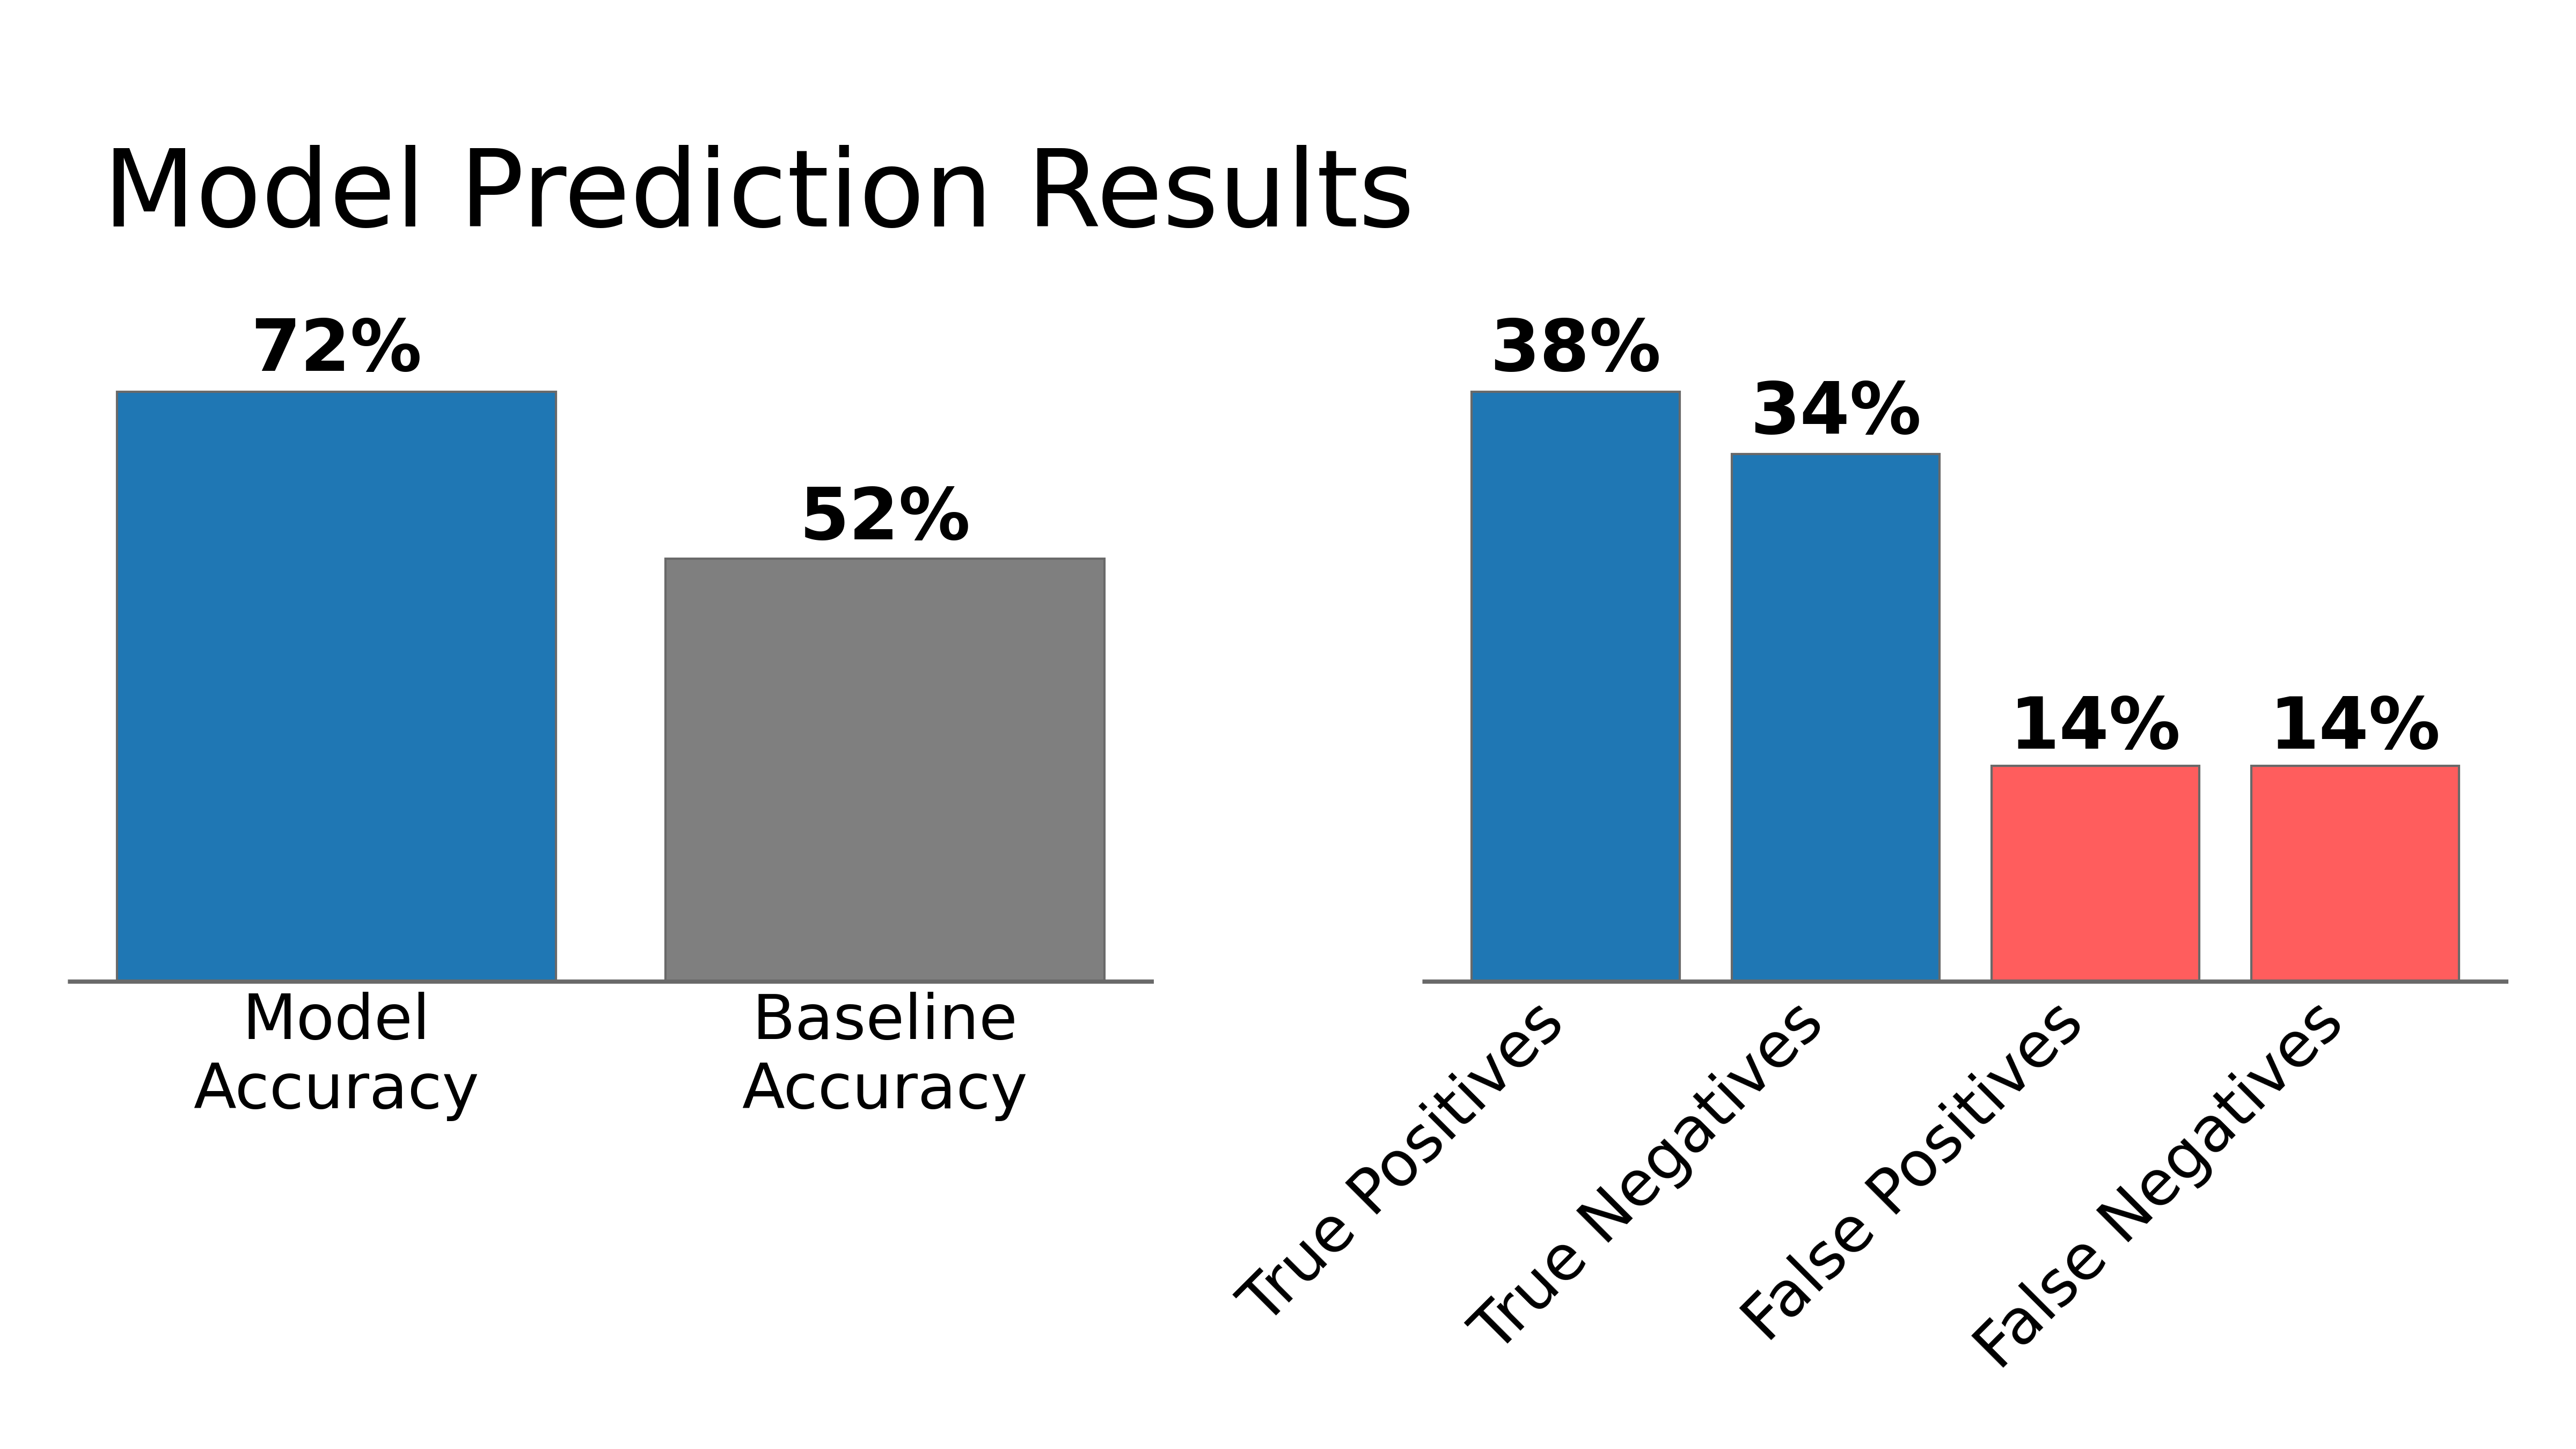 Model Prediction Results
72%
52%
Model
Accuracy
Baseline
Accuracy
38%
34%
14%
14%
True Positives
True Negatives
False Positives
False Negatives